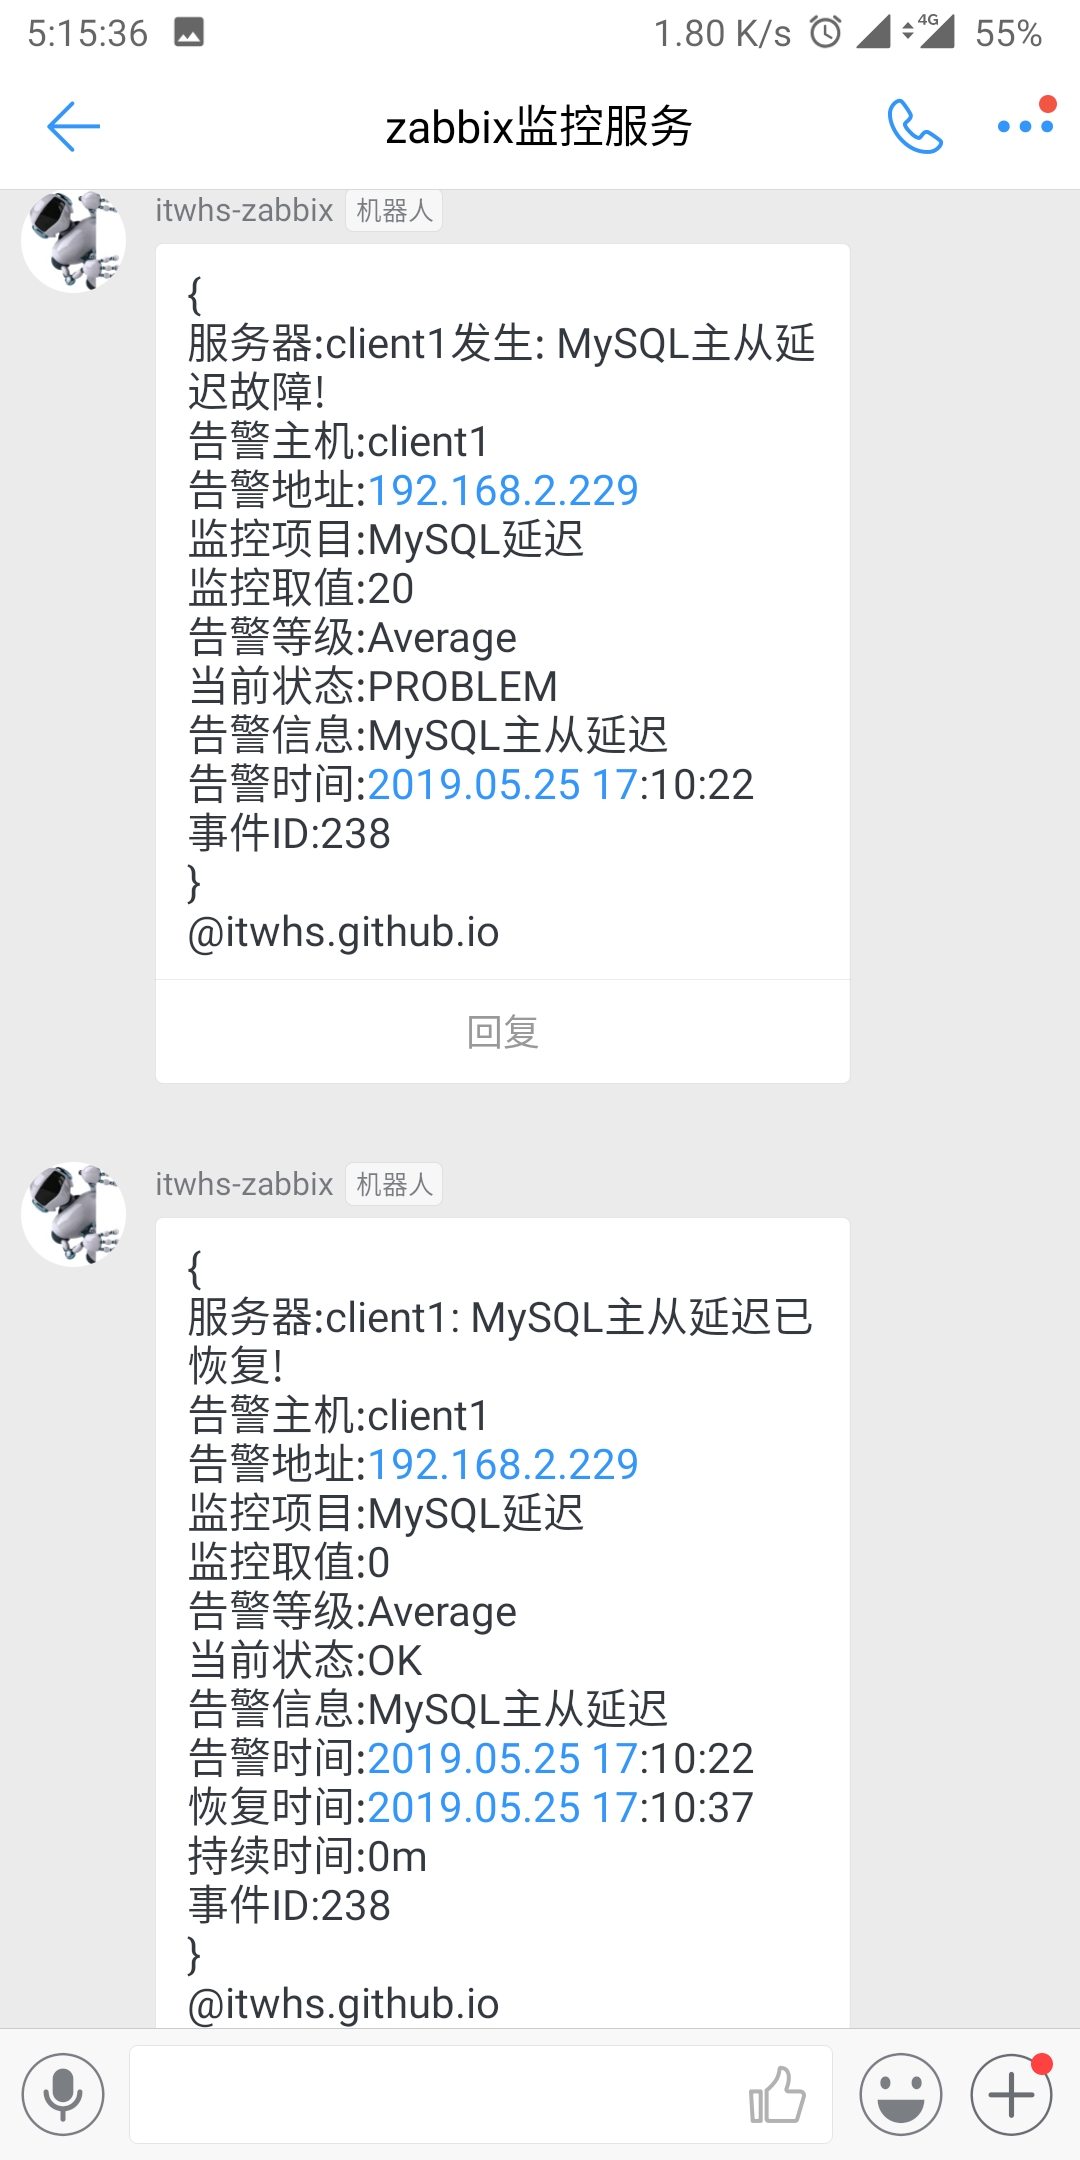 5:15:36 1.80 K/s 4G 55%
zabbix监控服务
itwhs-zabbix 机器人
{
服务器:client1发生: MySQL主从延
迟故障!
告警主机:client1
告警地址:192.168.2.229
监控项目:MySQL延迟
监控取值:20
告警等级:Average
当前状态:PROBLEM
告警信息:MySQL主从延迟
告警时间:2019.05.25 17:10:22
事件ID:238
}
@itwhs.github.io
回复
itwhs-zabbix 机器人
{
服务器:client1: MySQL主从延迟已
恢复!
告警主机:client1
告警地址:192.168.2.229
监控项目:MySQL延迟
监控取值:0
告警等级:Average
当前状态:OK
告警信息:MySQL主从延迟
告警时间:2019.05.25 17:10:22
恢复时间:2019.05.25 17:10:37
持续时间:0m
事件ID:238
}
@itwhs.github.io